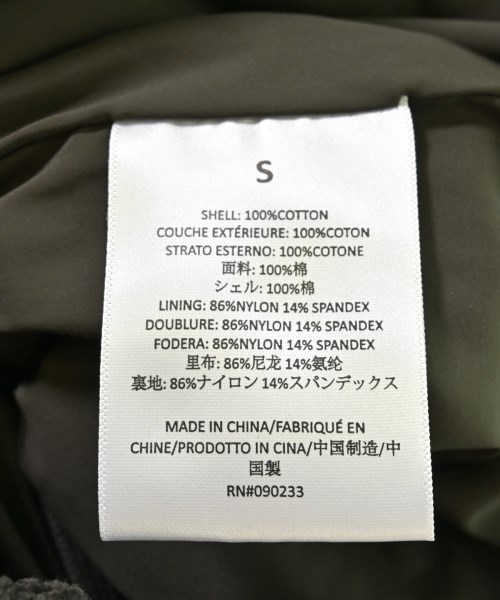 S
SHELL: 100%COTTON
COUCHE EXTÉRIEURE: 100%COTON
STRATO ESTERNO: 100%COTONE
面料: 100%棉
シェル: 100%棉
LINING: 86%NYLON 14% SPANDEX
DOUBLURE: 86%NYLON 14% SPANDEX
FODERA: 86%NYLON 14% SPANDEX
里布: 86%尼龙 14%氨纶
裏地: 86%ナイロン 14%スパンデックス
MADE IN CHINA/FABRIQUÉ EN
CHINE/PRODOTTO IN CINA/中国制造/中
国製
RN#090233